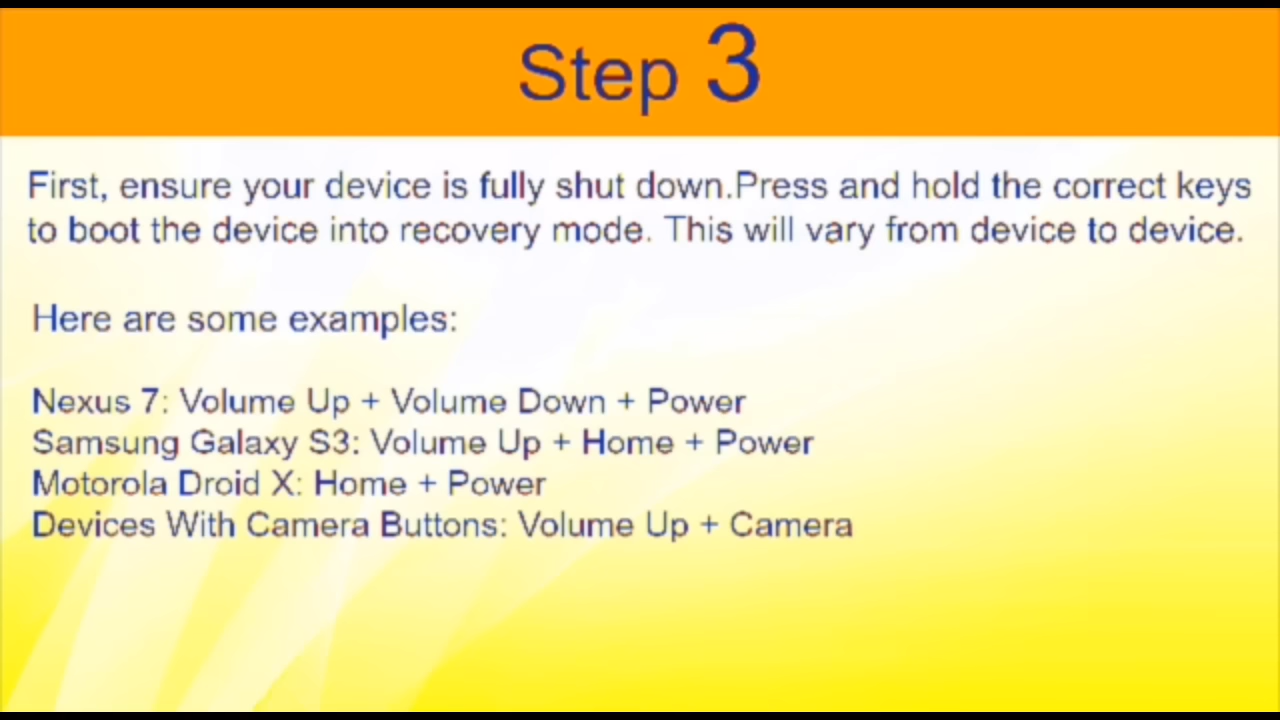 Step 3
First, ensure your device is fully shut down.Press and hold the correct keys
to boot the device into recovery mode. This will vary from device to device.
Here are some examples:
Nexus 7: Volume Up + Volume Down + Power
Samsung Galaxy S3: Volume Up + Home + Power
Motorola Droid X: Home + Power
Devices With Camera Buttons: Volume Up + Camera